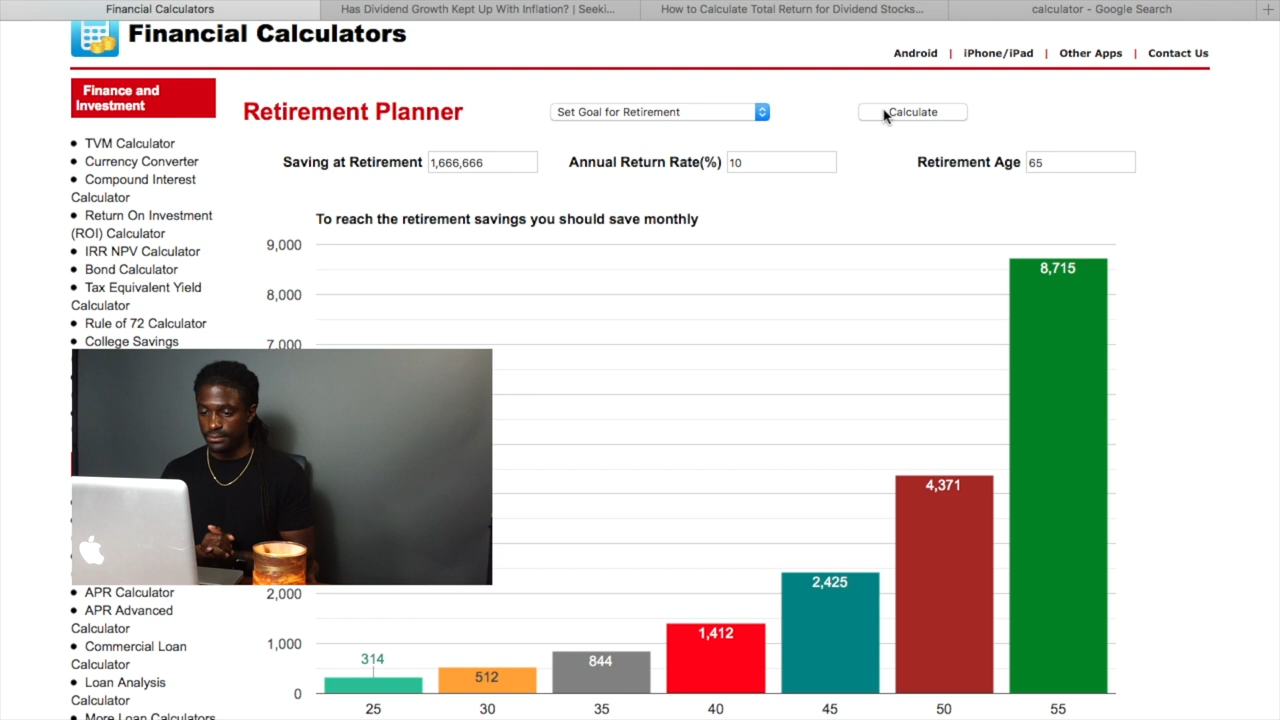 Financial Calculators
Has Dividend Growth Kept Up With Inflation? | Seeki...
How to Calculate Total Return for Dividend Stocks...
calculator - Google Search
Financial Calculators
Android | iPhone/iPad | Other Apps | Contact Us
Finance and
Investment
TVM Calculator
Currency Converter
Compound Interest
Calculator
Return On Investment
(ROI) Calculator
IRR NPV Calculator
Bond Calculator
Tax Equivalent Yield
Calculator
Rule of 72 Calculator
College Savings
APR Calculator
APR Advanced
Calculator
Commercial Loan
Calculator
Loan Analysis
Calculator
More Loan Calculators
Retirement Planner
Set Goal for Retirement
Calculate
Saving at Retirement 1,666,666
Annual Return Rate(%) 10
Retirement Age 65
To reach the retirement savings you should save monthly
9,000
8,000
7,000
2,000
1,000
0
314
512
844
1,412
2,425
4,371
8,715
25 30 35 40 45 50 55